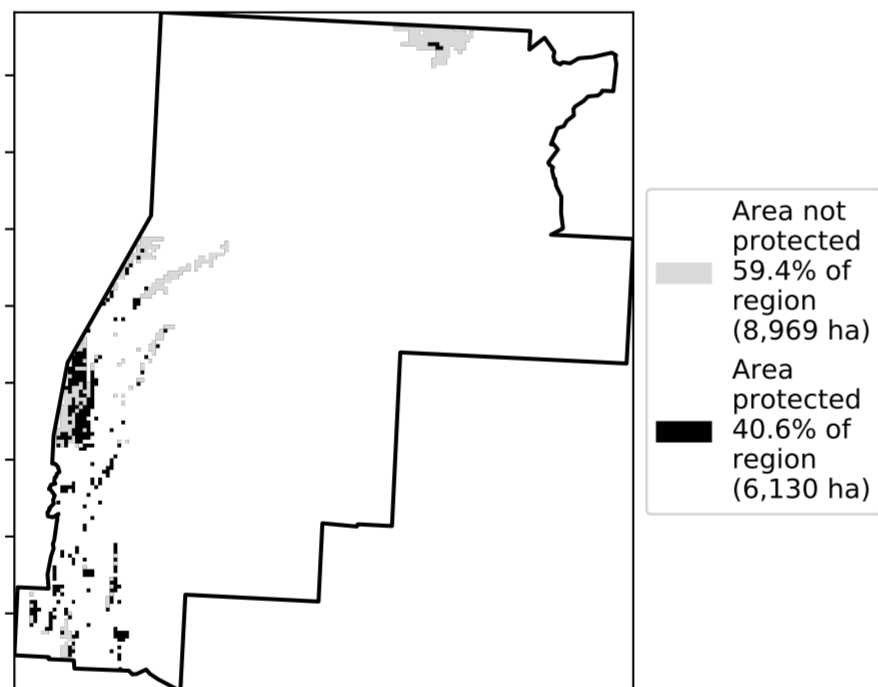 Area not
protected
59.4% of
region
(8,969 ha)
Area
protected
40.6% of
region
(6,130 ha)